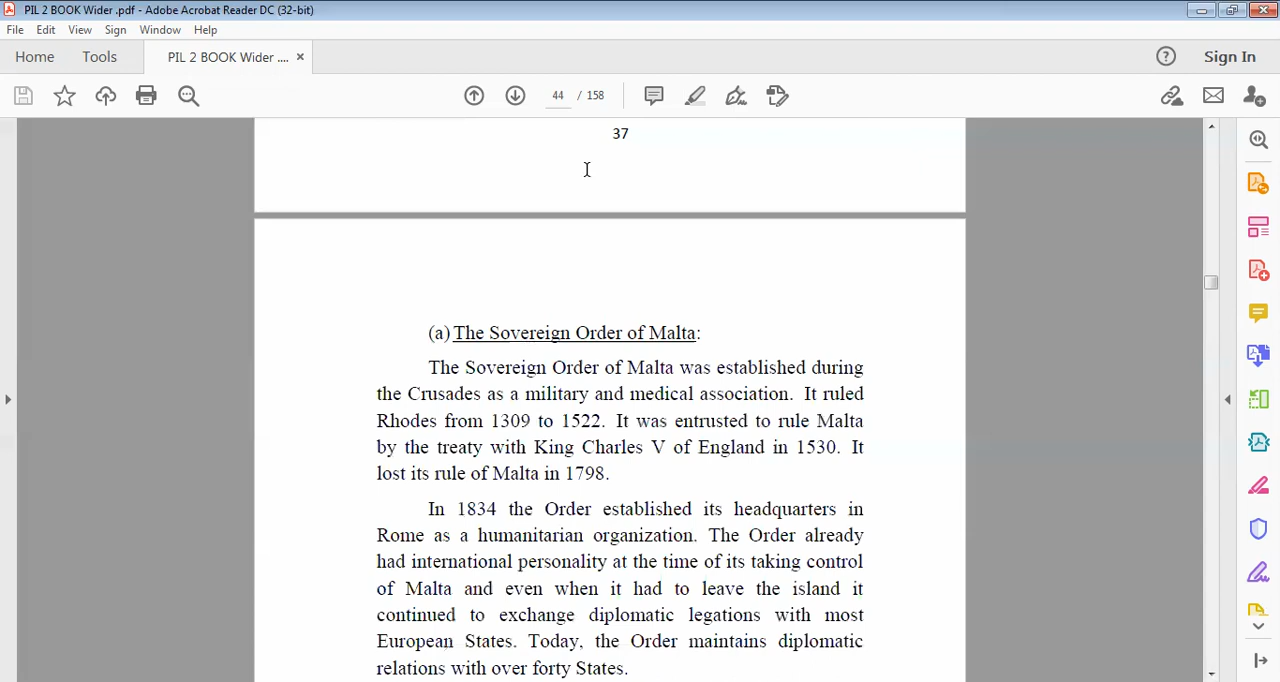 PIL 2 BOOK Wider .pdf - Adobe Acrobat Reader DC (32-bit)
File Edit View Sign Window Help
Home Tools PIL 2 BOOK Wider .... × Sign In
44 / 158
37
(a) The Sovereign Order of Malta:
The Sovereign Order of Malta was established during
the Crusades as a military and medical association. It ruled
Rhodes from 1309 to 1522. It was entrusted to rule Malta
by the treaty with King Charles V of England in 1530. It
lost its rule of Malta in 1798.
In 1834 the Order established its headquarters in
Rome as a humanitarian organization. The Order already
had international personality at the time of its taking control
of Malta and even when it had to leave the island it
continued to exchange diplomatic legations with most
European States. Today, the Order maintains diplomatic
relations with over forty States.